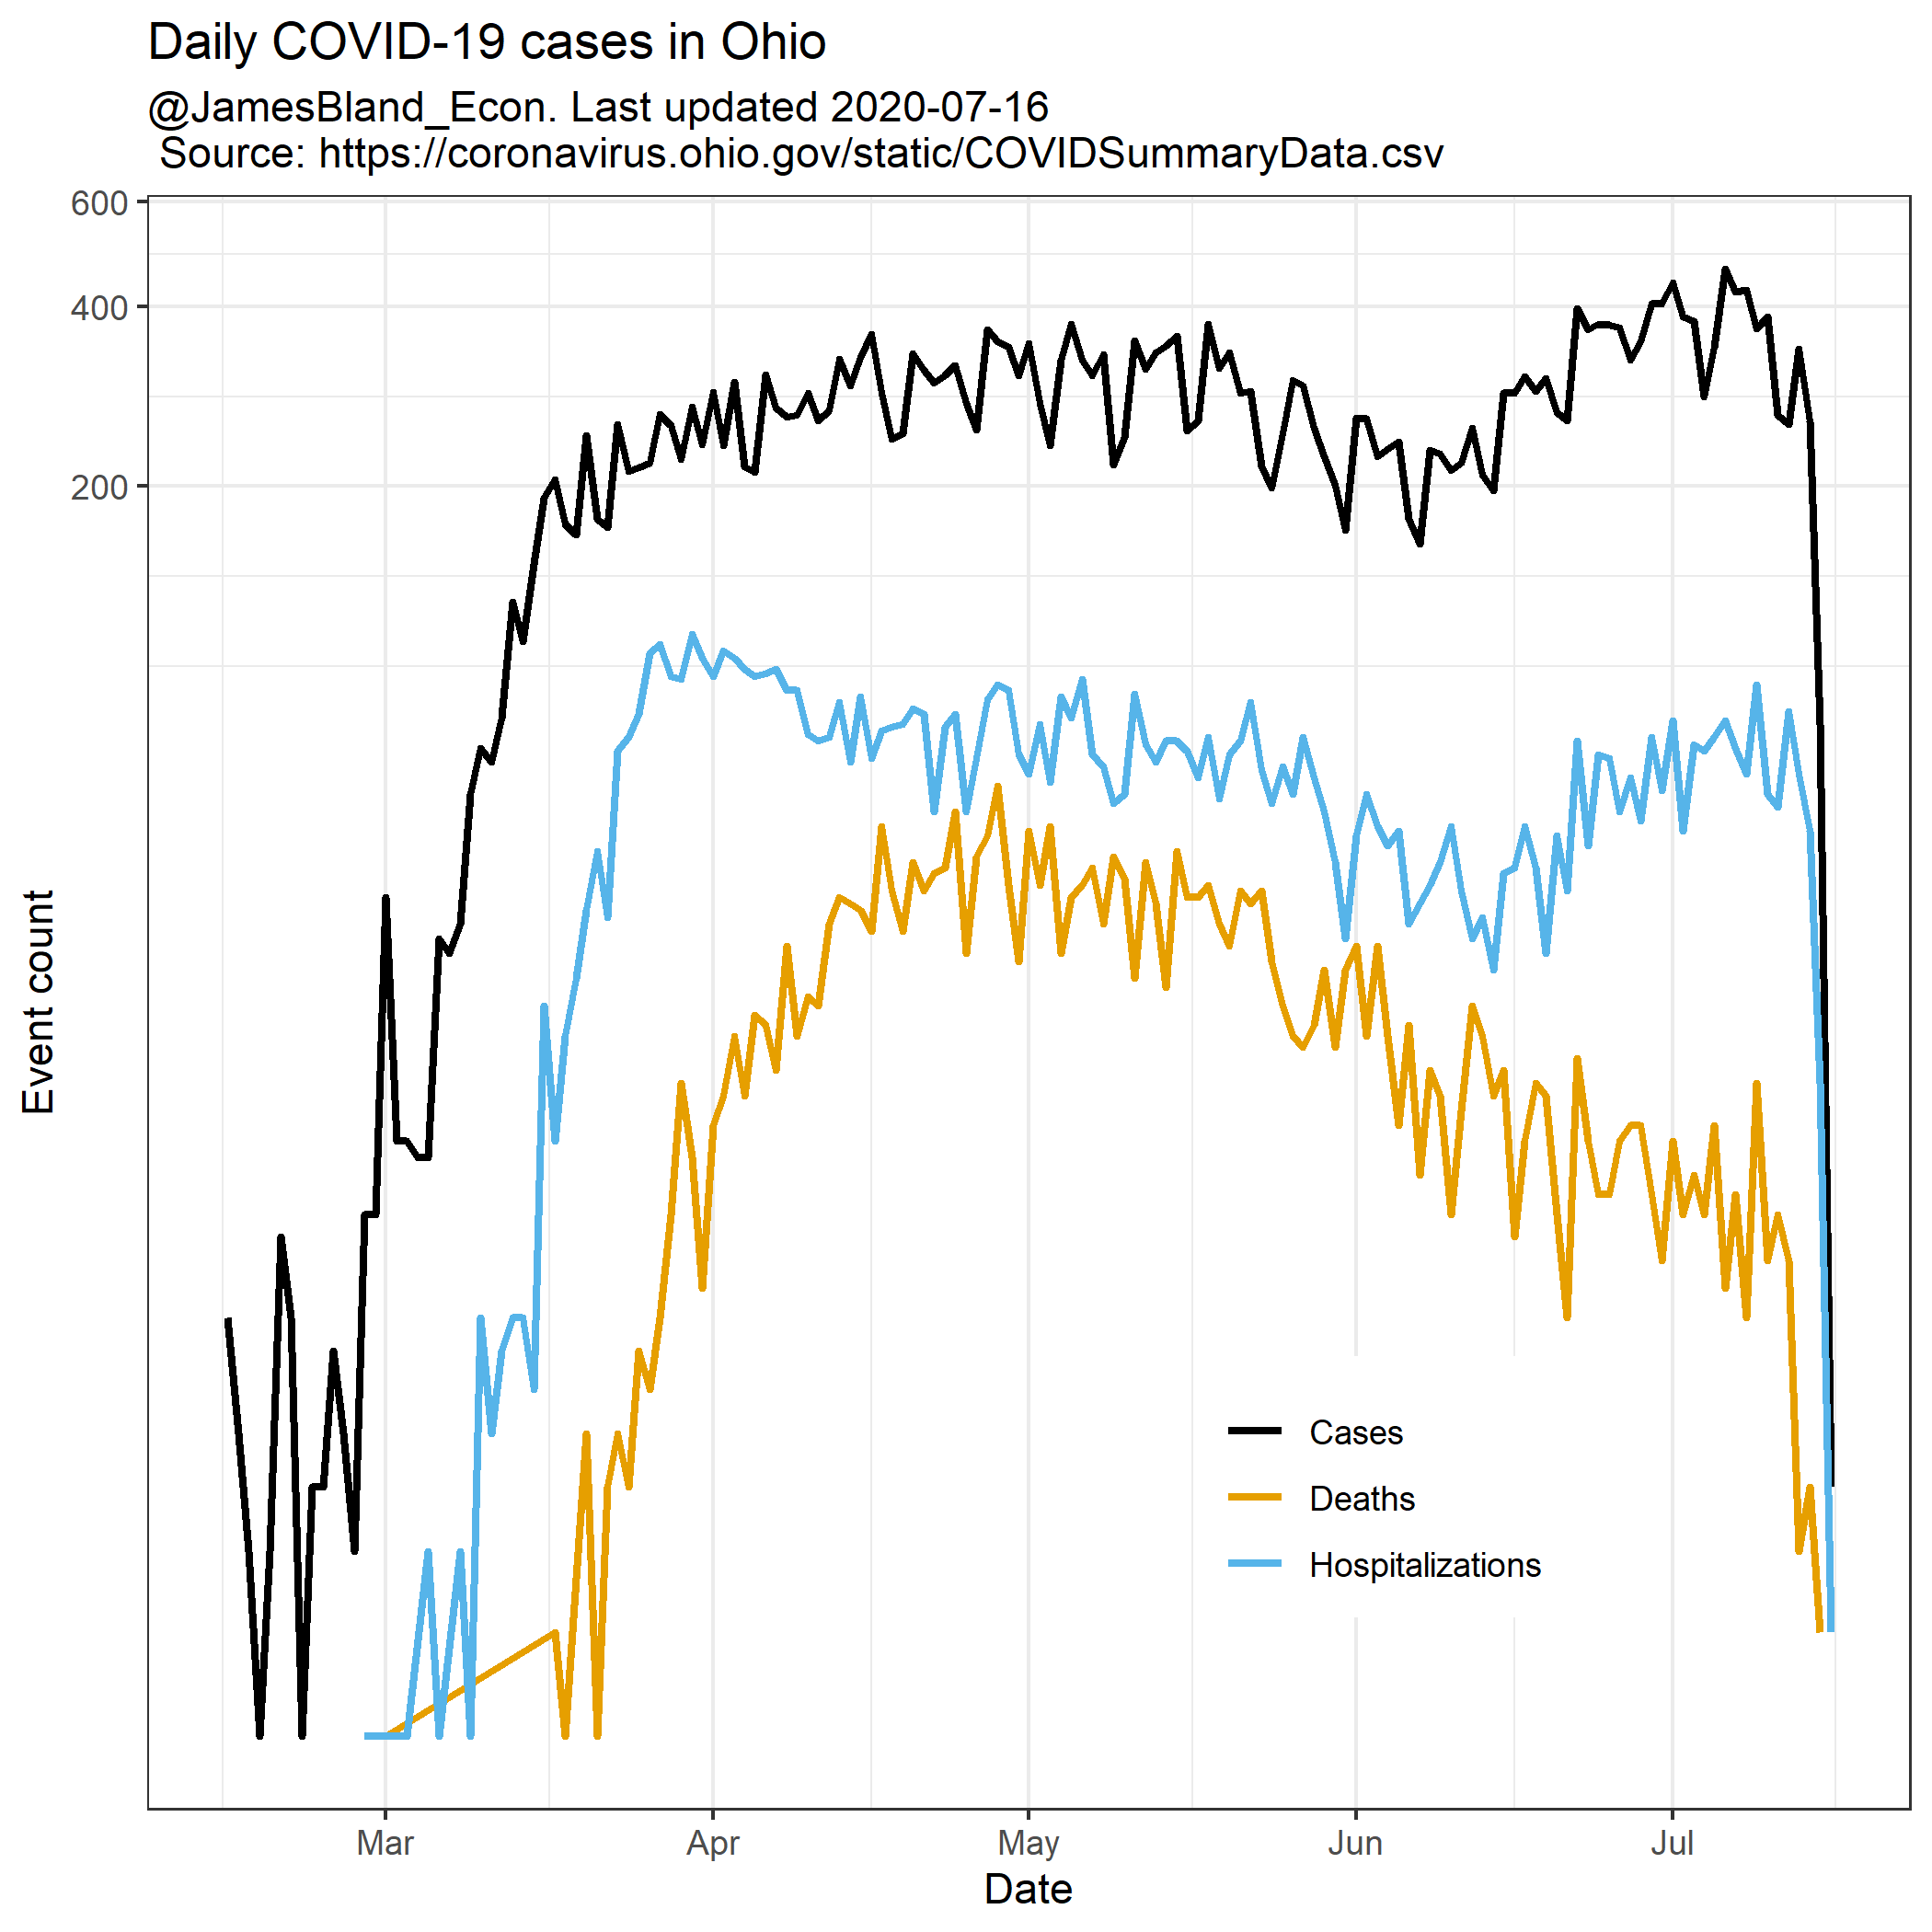 Daily COVID-19 cases in Ohio
@JamesBland_Econ. Last updated 2020-07-16
Source: https://coronavirus.ohio.gov/static/COVIDSummaryData.csv
600
400
200
Event count
Cases
Deaths
Hospitalizations
Mar
Apr
May
Jun
Jul
Date